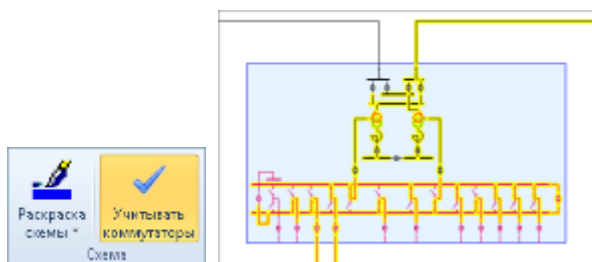 Раскраска
схемы
Учитывать
коммутаторы
Схема